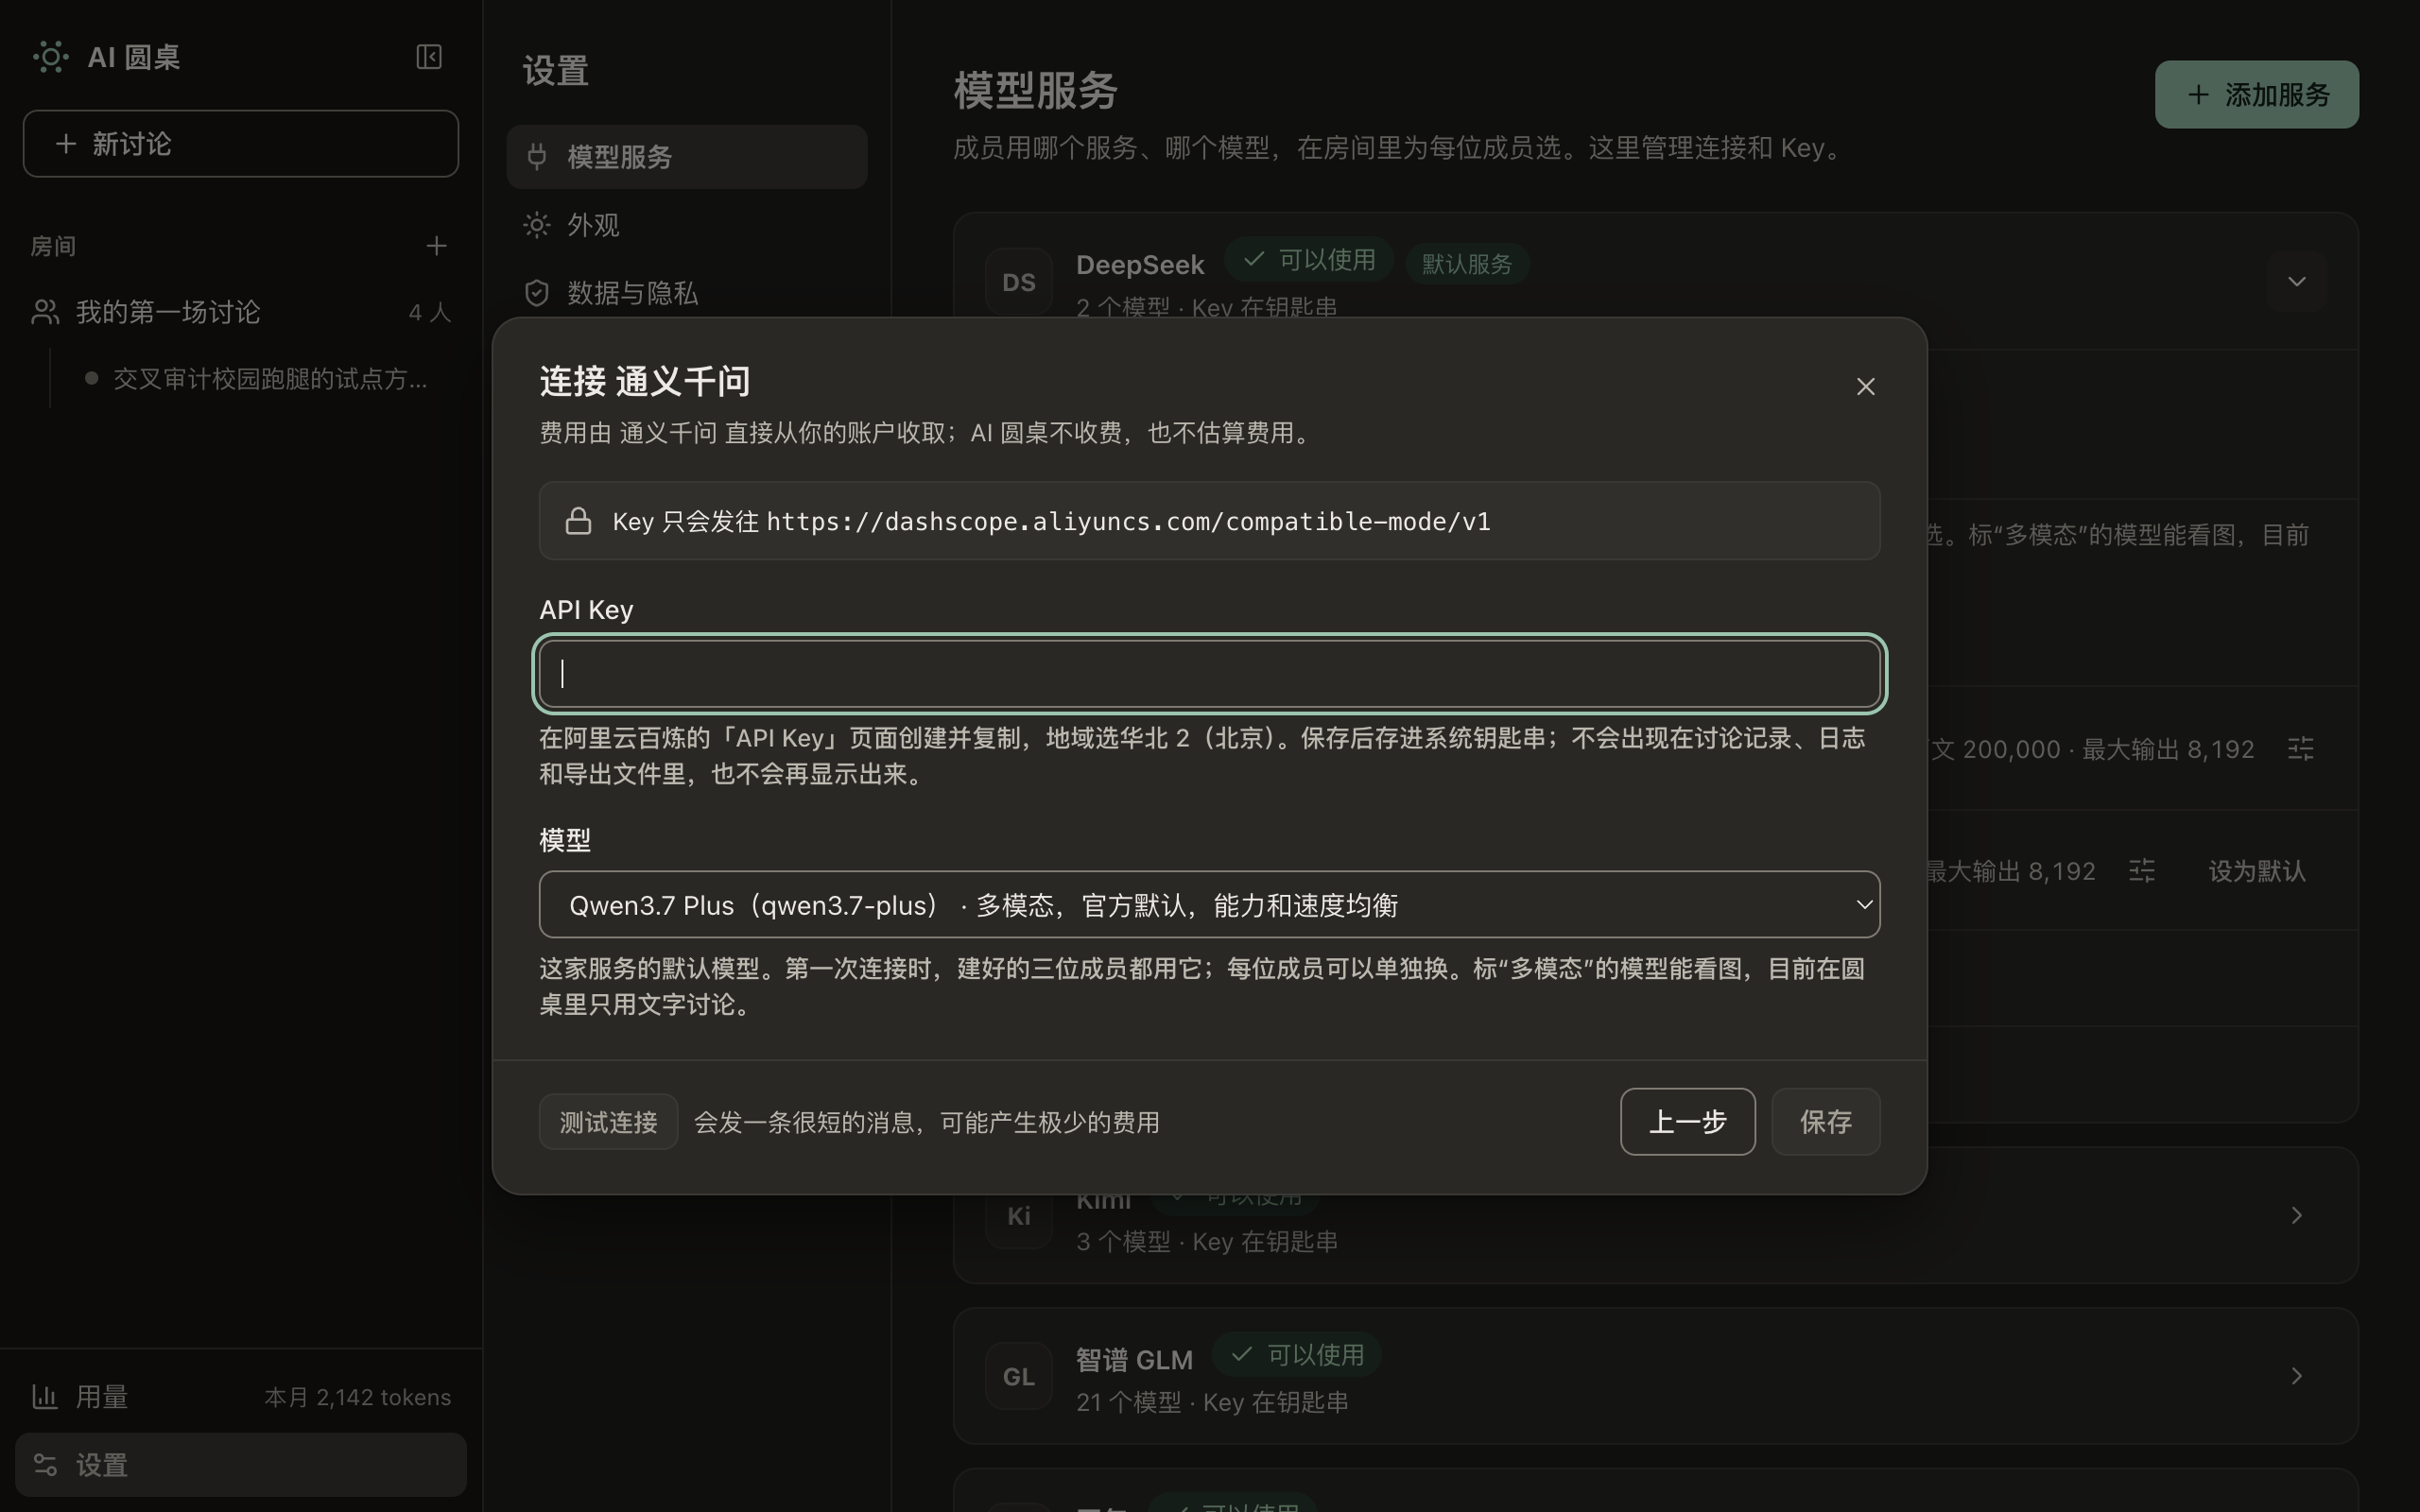 AI 圆桌
新讨论
房间
我的第一场讨论 4 人
交叉审计校园跑腿的试点方...
用量 本月 2,142 tokens
设置
设置
模型服务
外观
数据与隐私
模型服务
成员用哪个服务、哪个模型，在房间里为每位成员选。这里管理连接和 Key。
添加服务
DS
DeepSeek 可以使用 默认服务
2 个模型 · Key 在钥匙串
选。标“多模态”的模型能看图，目前
文 200,000 · 最大输出 8,192
最大输出 8,192 设为默认
连接 通义千问
费用由 通义千问 直接从你的账户收取；AI 圆桌不收费，也不估算费用。
Key 只会发往 https://dashscope.aliyuncs.com/compatible-mode/v1
API Key
在阿里云百炼的「API Key」页面创建并复制，地域选华北 2（北京）。保存后存进系统钥匙串；不会出现在讨论记录、日志
和导出文件里，也不会再显示出来。
模型
Qwen3.7 Plus（qwen3.7-plus） · 多模态，官方默认，能力和速度均衡
这家服务的默认模型。第一次连接时，建好的三位成员都用它；每位成员可以单独换。标“多模态”的模型能看图，目前在圆
桌里只用文字讨论。
测试连接 会发一条很短的消息，可能产生极少的费用
上一步 保存
Ki
Kimi 可以使用
3 个模型 · Key 在钥匙串
GL
智谱 GLM 可以使用
21 个模型 · Key 在钥匙串
可以使用